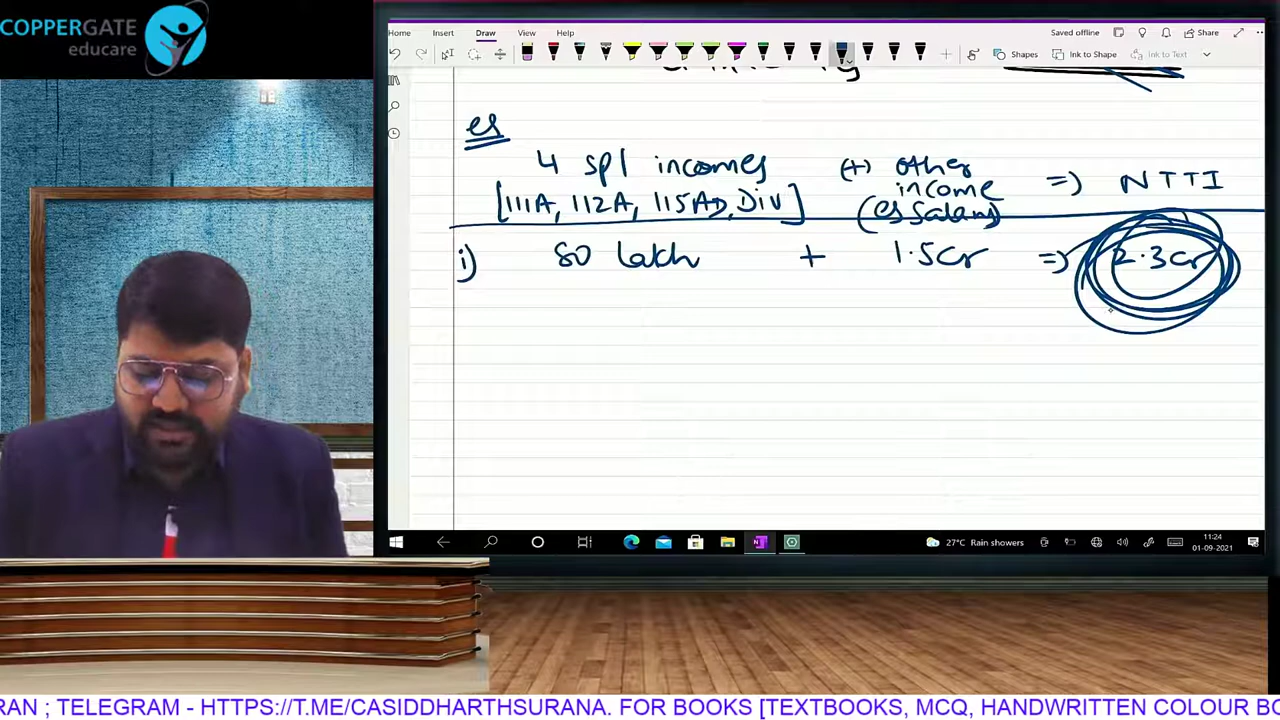 COPPERGATE
educare
Home Insert Draw View Help
Saved offline
Share
Shapes
Ink to Shape
Ink to Text
es
4 spl incomes (+) other income => NTTI
[111A, 112A, 115AD, Div] (es Salary)
i) 80 lakh + 1.5cr => 2.3cr
27°C Rain showers
11:24
01-09-2021
RAN ; TELEGRAM - HTTPS://T.ME/CASIDDHARTHSURANA. FOR BOOKS [TEXTBOOKS, MCQ, HANDWRITTEN COLOUR BO